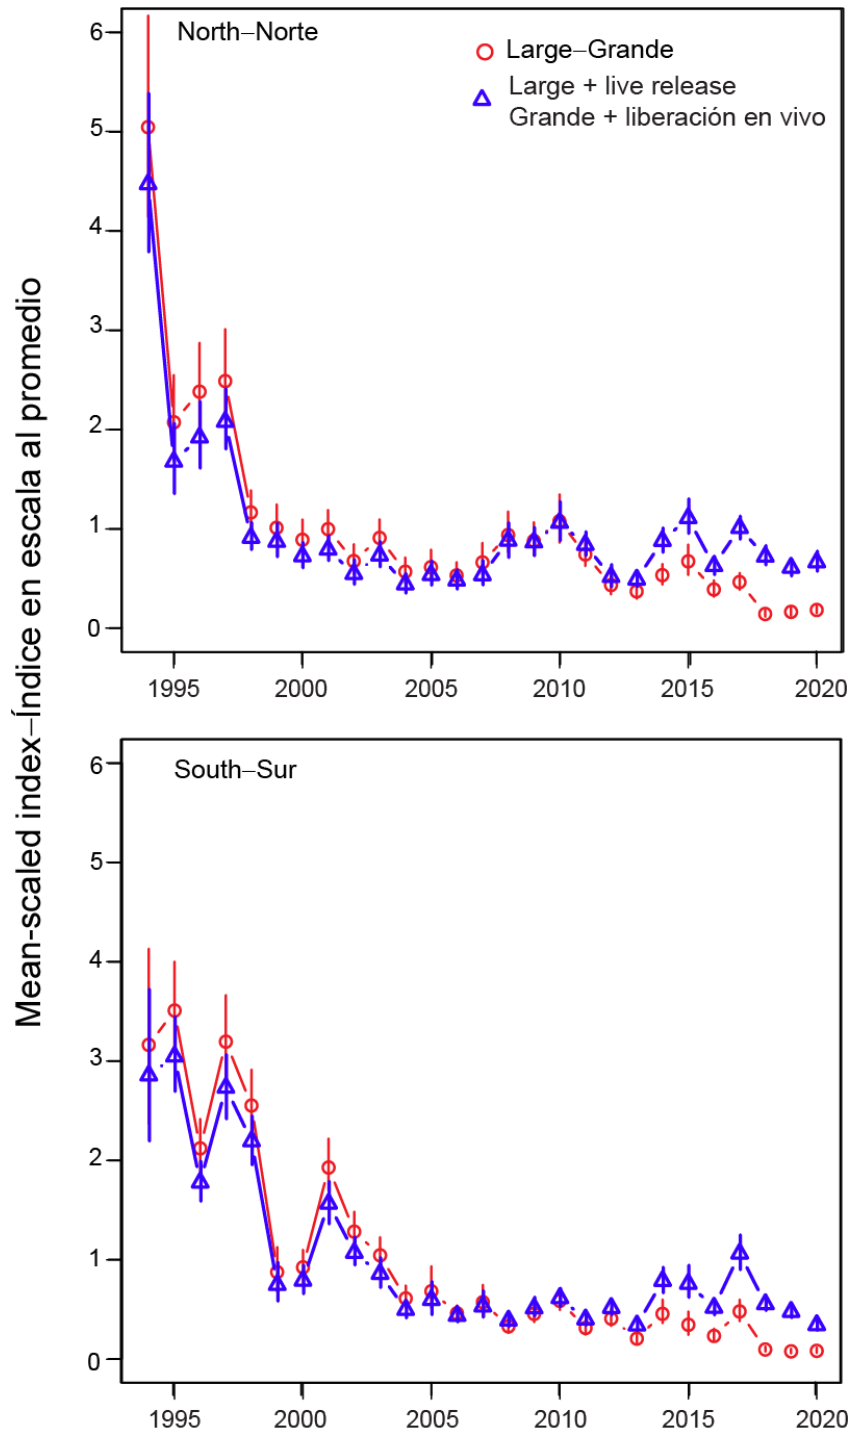 Mean-scaled index–Índice en escala al promedio
North–Norte
Large–Grande
Large + live release
Grande + liberación en vivo
6
5
4
3
2
1
0
1995 2000 2005 2010 2015 2020
South–Sur
6
5
4
3
2
1
0
1995 2000 2005 2010 2015 2020